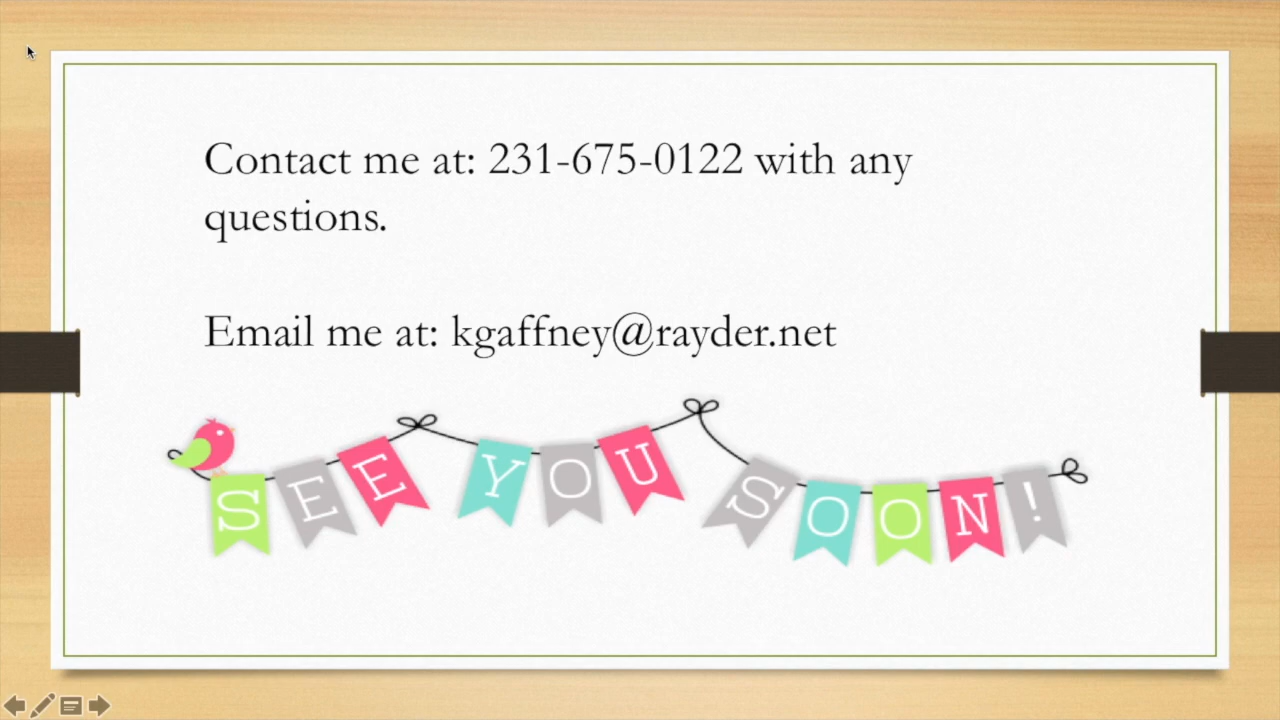 Contact me at: 231-675-0122 with any
questions.
Email me at: kgaffney@rayder.net
SEE YOU SOON!